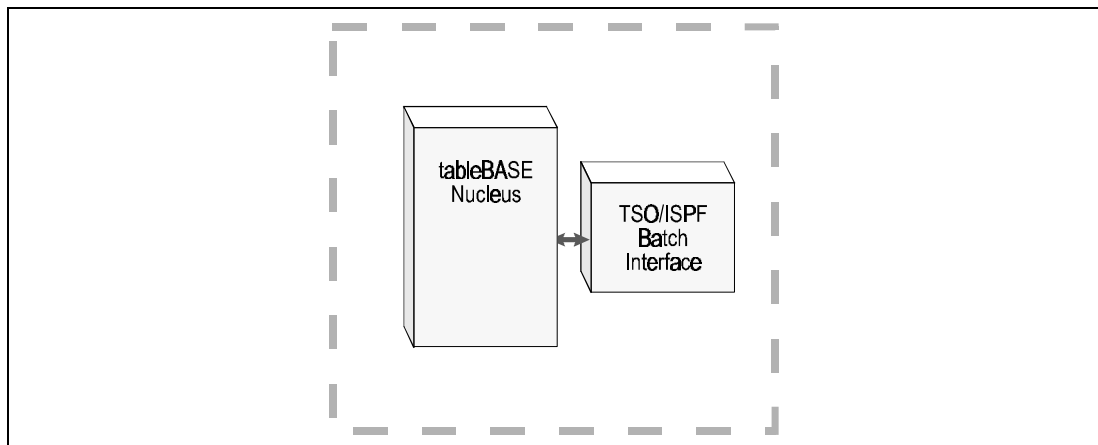 tableBASE
Nucleus
TSO/ISPF
Batch
Interface